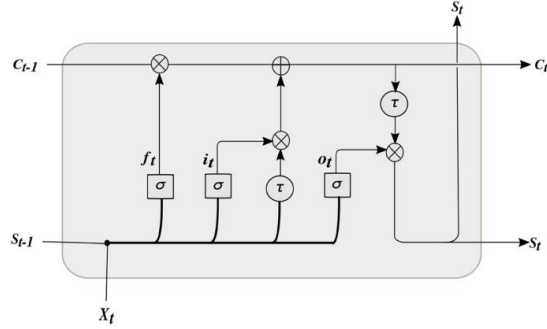 S_t
C_{t-1} C_t
τ
f_t i_t o_t
σ σ τ σ
S_{t-1} S_t
X_t